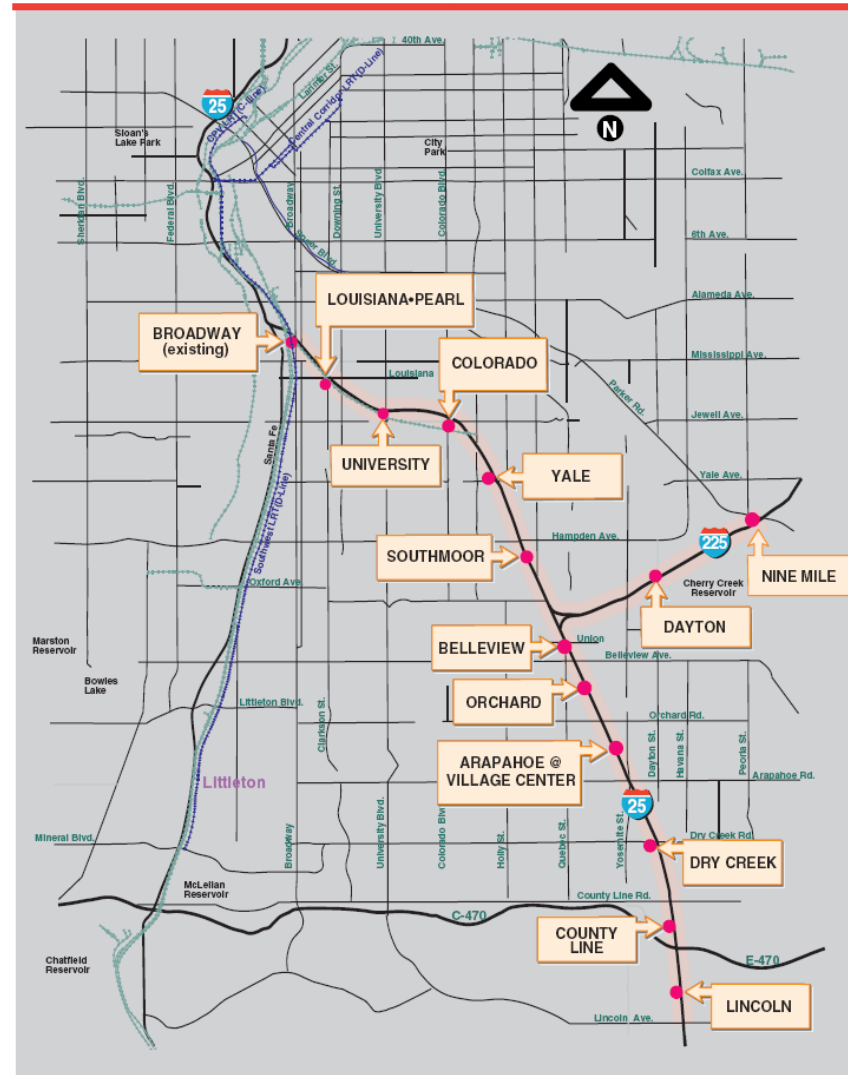 40th Ave.
Larimer St.
25
CPV LRT(C-Line)
Central Corridor LRT(D-Line)
N
Sloan's
Lake Park
City
Park
Colfax Ave.
Sheridan Blvd.
Federal Blvd.
Broadway
Downing St.
University Blvd.
Colorado Blvd.
6th Ave.
Speer Blvd.
LOUISIANA•PEARL
Alameda Ave.
BROADWAY
(existing)
COLORADO
Mississippi Ave.
Louisiana
Parker Rd.
Jewell Ave.
Santa Fe
UNIVERSITY
YALE
Yale Ave.
Southwest LRT(D-Line)
Hampden Ave.
225
SOUTHMOOR
NINE MILE
Oxford Ave
Cherry Creek
Reservoir
DAYTON
Marston
Reservoir
BELLEVIEW
Union
Belleview Ave.
Bowles
Lake
ORCHARD
Littleton Blvd.
Clarkson St.
Orchard Rd.
ARAPAHOE @
VILLAGE CENTER
Dayton St.
Havana St.
Peoria St.
Arapahoe Rd.
Littleton
25
Mineral Blvd.
Broadway
University Blvd.
Colorado Blv
Holly St.
Quebec St.
Yosemite St.
Dry Creek Rd.
DRY CREEK
McLellan
Reservoir
County Line Rd.
C-470
COUNTY
LINE
E-470
Chatfield
Reservoir
LINCOLN
Lincoln Ave.